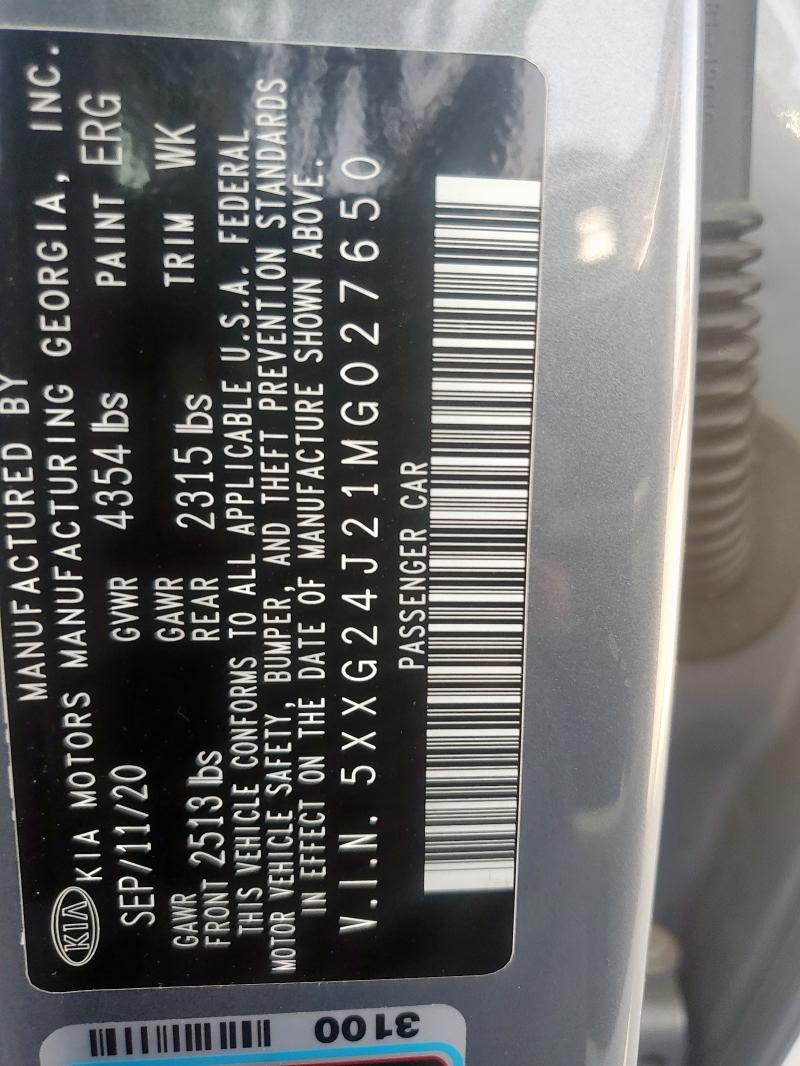 MANUFACTURED BY
KIA KIA MOTORS MANUFACTURING GEORGIA, INC.
SEP/11/20 GVWR 4354 lbs PAINT ERG
GAWR FRONT 2513 lbs GAWR REAR 2315 lbs TRIM WK
THIS VEHICLE CONFORMS TO ALL APPLICABLE U.S.A. FEDERAL
MOTOR VEHICLE SAFETY, BUMPER, AND THEFT PREVENTION STANDARDS
IN EFFECT ON THE DATE OF MANUFACTURE SHOWN ABOVE.
V.I.N. 5XXG24J21MG027650
PASSENGER CAR
3100